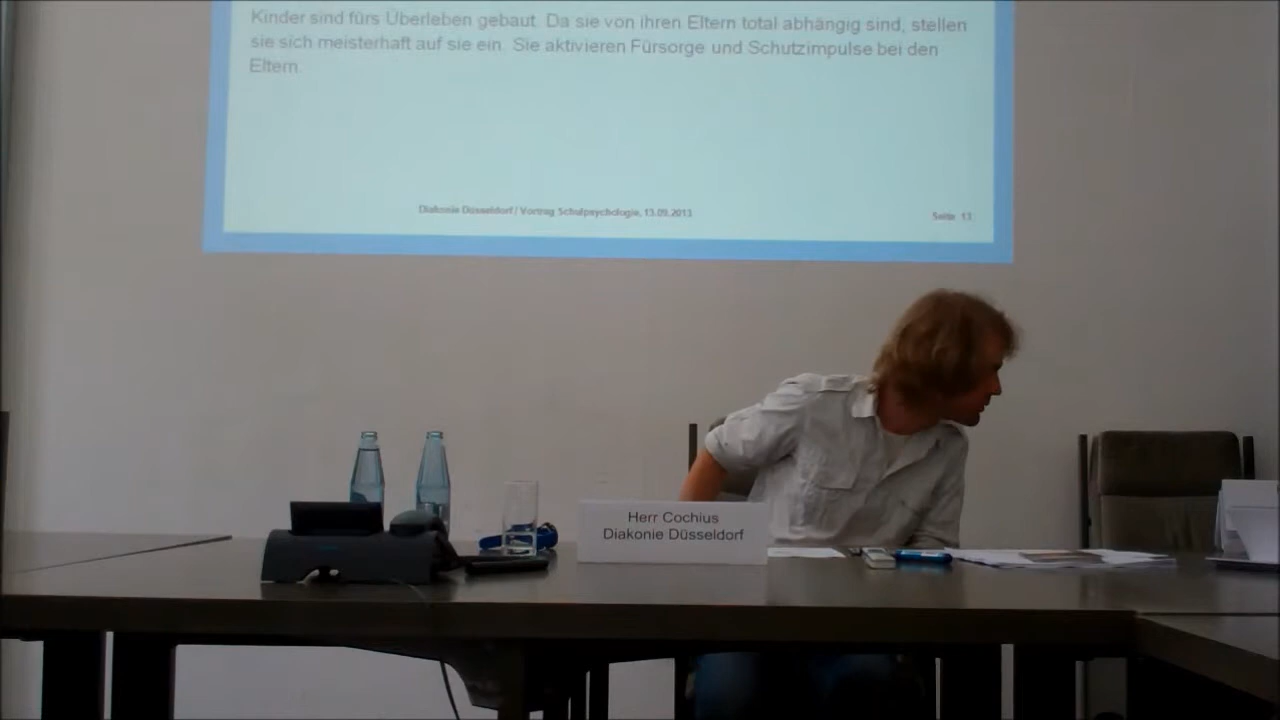 Kinder sind fürs Überleben gebaut. Da sie von ihren Eltern total abhängig sind, stellen
sie sich meisterhaft auf sie ein. Sie aktivieren Fürsorge und Schutzimpulse bei den
Eltern.
Diakonie Düsseldorf / Vortrag Schulpsychologie, 13.09.2013
Seite 13
Herr Cochius
Diakonie Düsseldorf